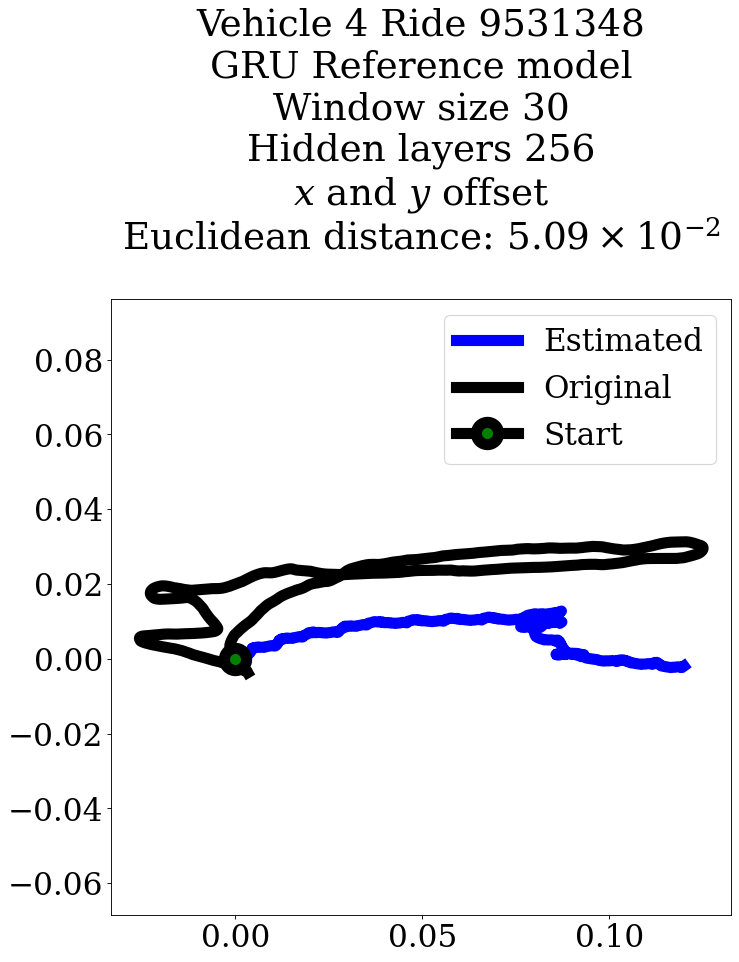 Vehicle 4 Ride 9531348
GRU Reference model
Window size 30
Hidden layers 256
x and y offset
Euclidean distance: 5.09 × 10⁻²
Estimated
Original
Start
0.08
0.06
0.04
0.02
0.00
−0.02
−0.04
−0.06
0.00 0.05 0.10